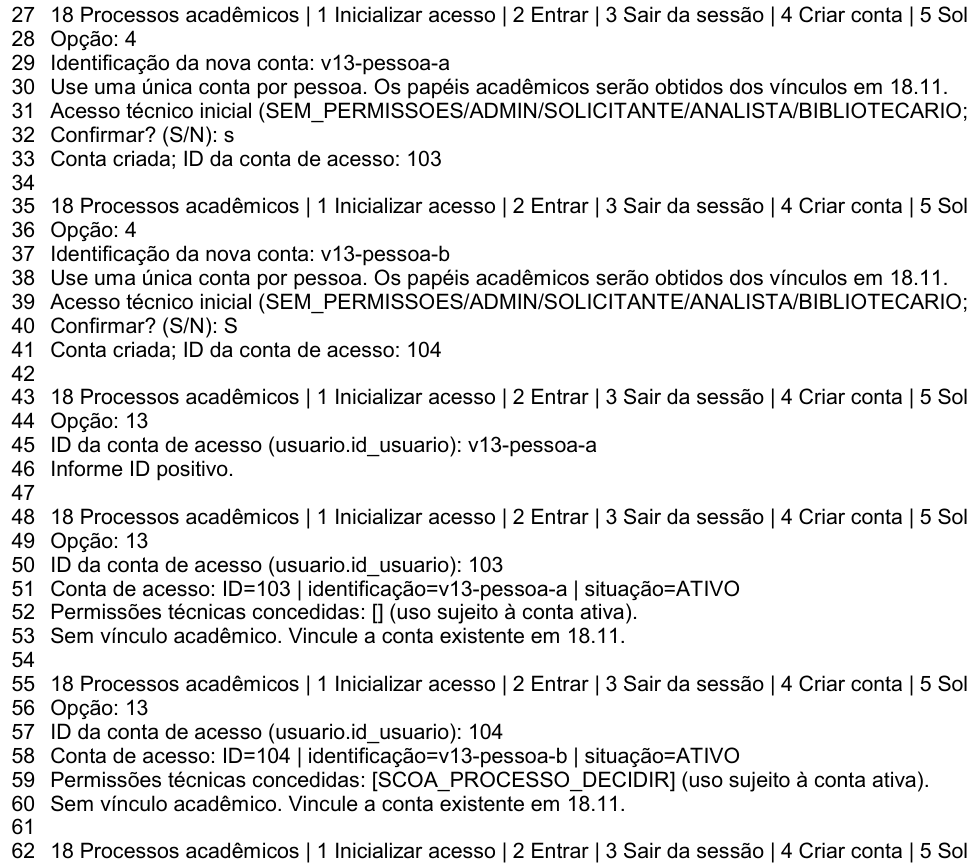 27 18 Processos acadêmicos | 1 Inicializar acesso | 2 Entrar | 3 Sair da sessão | 4 Criar conta | 5 Sol
28 Opção: 4
29 Identificação da nova conta: v13-pessoa-a
30 Use uma única conta por pessoa. Os papéis acadêmicos serão obtidos dos vínculos em 18.11.
31 Acesso técnico inicial (SEM_PERMISSOES/ADMIN/SOLICITANTE/ANALISTA/BIBLIOTECARIO;
32 Confirmar? (S/N): s
33 Conta criada; ID da conta de acesso: 103
34
35 18 Processos acadêmicos | 1 Inicializar acesso | 2 Entrar | 3 Sair da sessão | 4 Criar conta | 5 Sol
36 Opção: 4
37 Identificação da nova conta: v13-pessoa-b
38 Use uma única conta por pessoa. Os papéis acadêmicos serão obtidos dos vínculos em 18.11.
39 Acesso técnico inicial (SEM_PERMISSOES/ADMIN/SOLICITANTE/ANALISTA/BIBLIOTECARIO;
40 Confirmar? (S/N): S
41 Conta criada; ID da conta de acesso: 104
42
43 18 Processos acadêmicos | 1 Inicializar acesso | 2 Entrar | 3 Sair da sessão | 4 Criar conta | 5 Sol
44 Opção: 13
45 ID da conta de acesso (usuario.id_usuario): v13-pessoa-a
46 Informe ID positivo.
47
48 18 Processos acadêmicos | 1 Inicializar acesso | 2 Entrar | 3 Sair da sessão | 4 Criar conta | 5 Sol
49 Opção: 13
50 ID da conta de acesso (usuario.id_usuario): 103
51 Conta de acesso: ID=103 | identificação=v13-pessoa-a | situação=ATIVO
52 Permissões técnicas concedidas: [] (uso sujeito à conta ativa).
53 Sem vínculo acadêmico. Vincule a conta existente em 18.11.
54
55 18 Processos acadêmicos | 1 Inicializar acesso | 2 Entrar | 3 Sair da sessão | 4 Criar conta | 5 Sol
56 Opção: 13
57 ID da conta de acesso (usuario.id_usuario): 104
58 Conta de acesso: ID=104 | identificação=v13-pessoa-b | situação=ATIVO
59 Permissões técnicas concedidas: [SCOA_PROCESSO_DECIDIR] (uso sujeito à conta ativa).
60 Sem vínculo acadêmico. Vincule a conta existente em 18.11.
61
62 18 Processos acadêmicos | 1 Inicializar acesso | 2 Entrar | 3 Sair da sessão | 4 Criar conta | 5 Sol